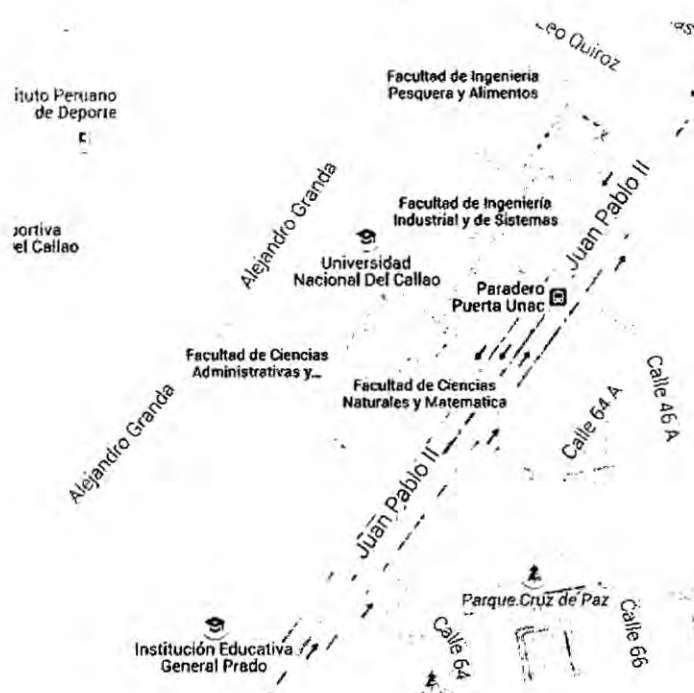 Leo Quiroz
Facultad de Ingeniería
Pesquera y Alimentos
ituto Peruano
de Deporte
Alejandro Granda
Juan Pablo II
Facultad de Ingeniería
Industrial y de Sistemas
portiva
el Callao
Universidad
Nacional Del Callao
Paradero
Puerta Unac
Facultad de Ciencias
Administrativas y...
Facultad de Ciencias
Naturales y Matematica
Calle 46 A
Calle 64 A
Alejandro Granda
Juan Pablo II
Parque Cruz de Paz
Calle 66
Calle 64
Institución Educativa
General Prado